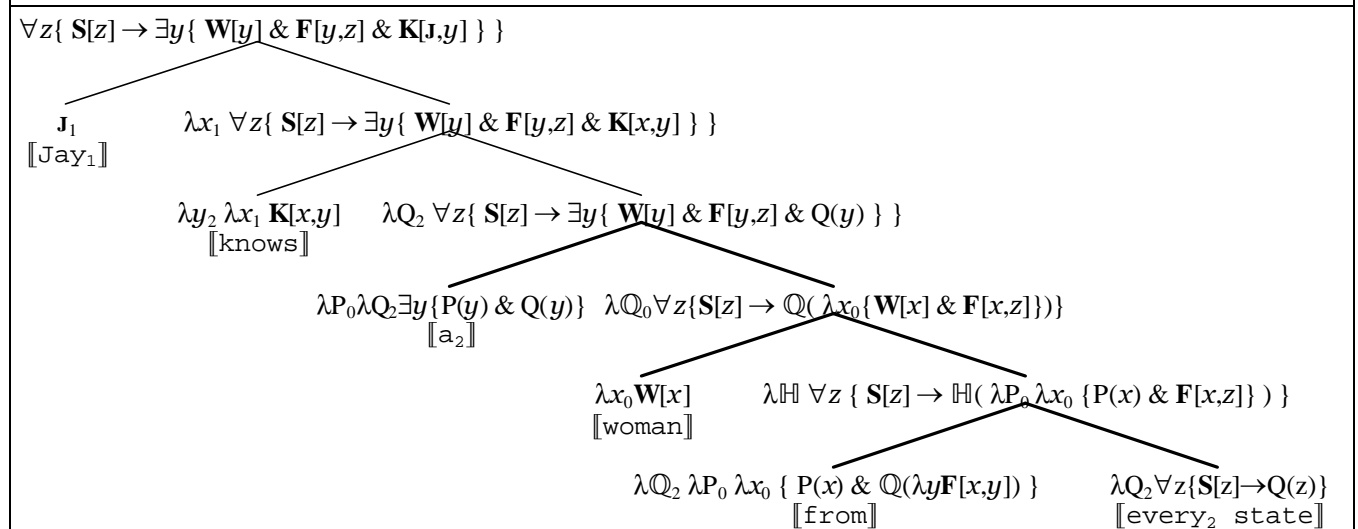 ∀z{ S[z] → ∃y{ W[y] & F[y,z] & K[J,y] } }
J₁ λx₁ ∀z{ S[z] → ∃y{ W[y] & F[y,z] & K[x,y] } }
⟦Jay₁⟧
λy₂ λx₁ K[x,y] λQ₂ ∀z{ S[z] → ∃y{ W[y] & F[y,z] & Q(y) } }
⟦knows⟧
λP₀λQ₂∃y{P(y) & Q(y)} λℚ₀∀z{S[z] → ℚ( λx₀{W[x] & F[x,z]})}
⟦a₂⟧
λx₀W[x] λℍ ∀z { S[z] → ℍ( λP₀ λx₀ {P(x) & F[x,z]} ) }
⟦woman⟧
λℚ₂ λP₀ λx₀ { P(x) & ℚ(λyF[x,y]) } λQ₂∀z{S[z]→Q(z)}
⟦from⟧ ⟦every₂ state⟧